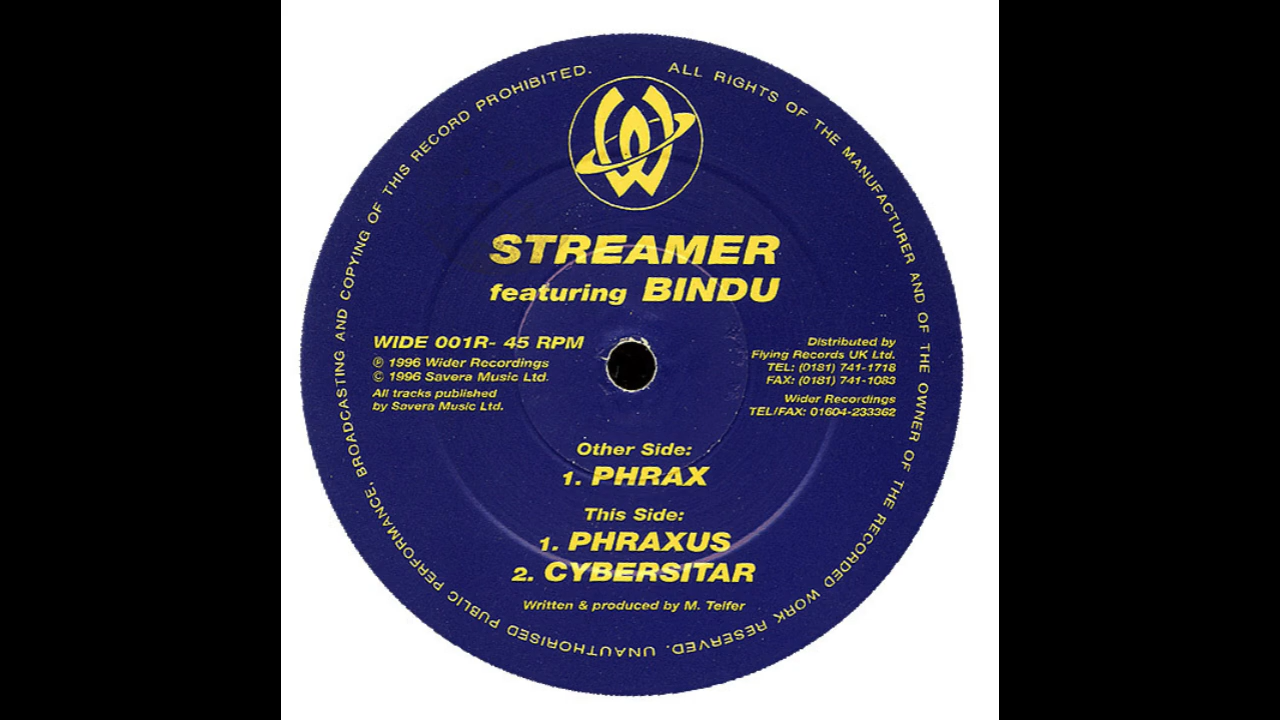 ALL RIGHTS OF THE MANUFACTURER AND OF THE OWNER OF THE RECORDED WORK RESERVED. UNAUTHORISED PUBLIC PERFORMANCE, BROADCASTING AND COPYING OF THIS RECORD PROHIBITED.
W
STREAMER
featuring BINDU
WIDE 001R- 45 RPM
℗ 1996 Wider Recordings
© 1996 Savera Music Ltd.
All tracks published
by Savera Music Ltd.
Distributed by
Flying Records UK Ltd.
TEL: (0181) 741-1718
FAX: (0181) 741-1083
Wider Recordings
TEL/FAX: 01604-233362
Other Side:
1. PHRAX
This Side:
1. PHRAXUS
2. CYBERSITAR
Written & produced by M. Telfer